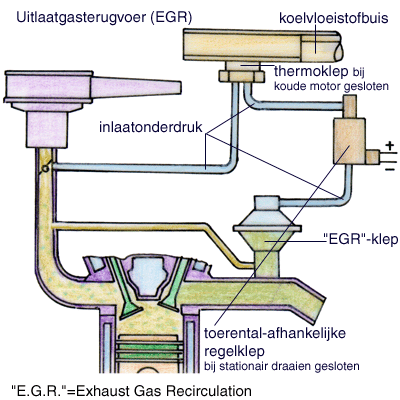 Uitlaatgasterugvoer (EGR)
koelvloeistofbuis
thermoklep bij
koude motor gesloten
inlaatonderdruk
+
–
"EGR"-klep
toerental-afhankelijke
regelklep
bij stationair draaien gesloten
"E.G.R."=Exhaust Gas Recirculation